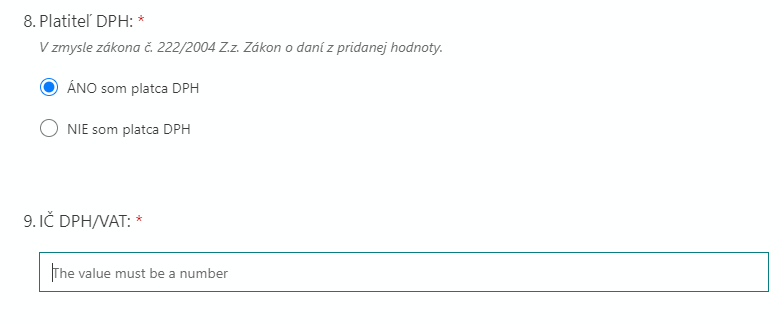 8. Platiteľ DPH: *
V zmysle zákona č. 222/2004 Z.z. Zákon o daní z pridanej hodnoty.
ÁNO som platca DPH
NIE som platca DPH
9. IČ DPH/VAT: *
The value must be a number